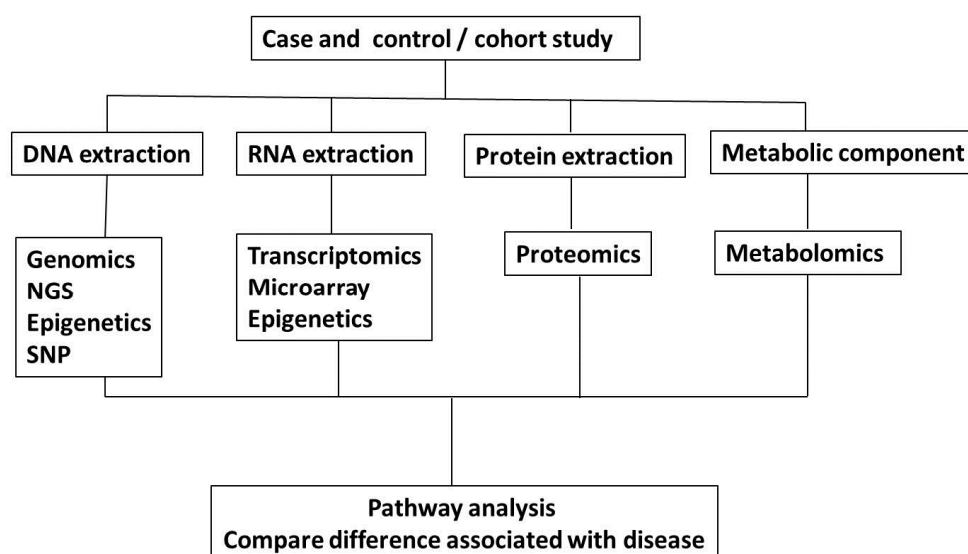 Case and control / cohort study
DNA extraction
RNA extraction
Protein extraction
Metabolic component
Genomics
NGS
Epigenetics
SNP
Transcriptomics
Microarray
Epigenetics
Proteomics
Metabolomics
Pathway analysis
Compare difference associated with disease